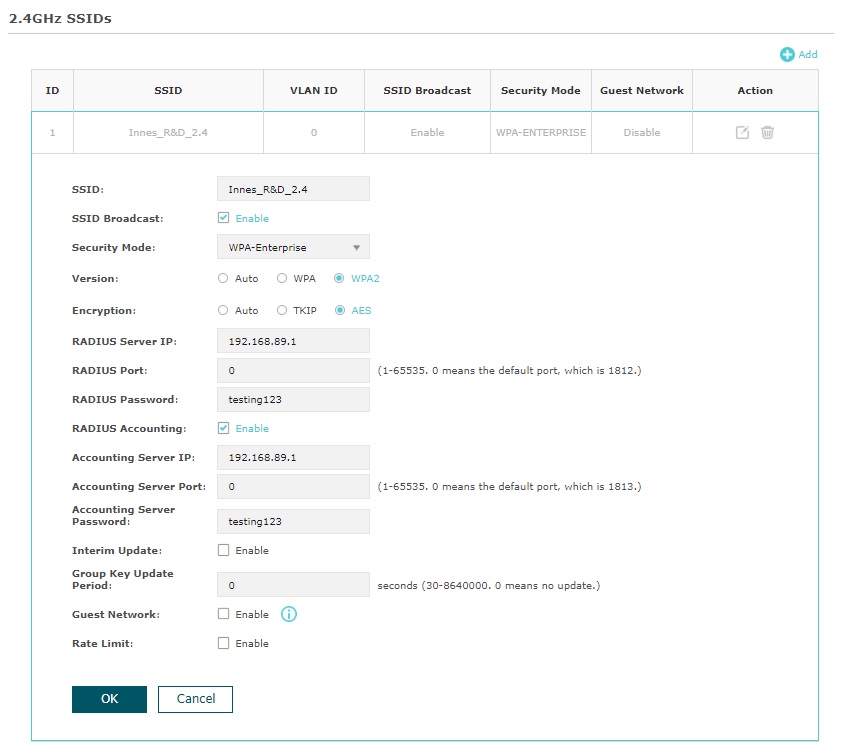 2.4GHz SSIDs
Add
ID SSID VLAN ID SSID Broadcast Security Mode Guest Network Action
1 Innes_R&D_2.4 0 Enable WPA-ENTERPRISE Disable
SSID: Innes_R&D_2.4
SSID Broadcast: Enable
Security Mode: WPA-Enterprise
Version: Auto WPA WPA2
Encryption: Auto TKIP AES
RADIUS Server IP: 192.168.89.1
RADIUS Port: 0 (1-65535. 0 means the default port, which is 1812.)
RADIUS Password: testing123
RADIUS Accounting: Enable
Accounting Server IP: 192.168.89.1
Accounting Server Port: 0 (1-65535. 0 means the default port, which is 1813.)
Accounting Server
Password: testing123
Interim Update: Enable
Group Key Update
Period: 0 seconds (30-8640000. 0 means no update.)
Guest Network: Enable
Rate Limit: Enable
OK Cancel